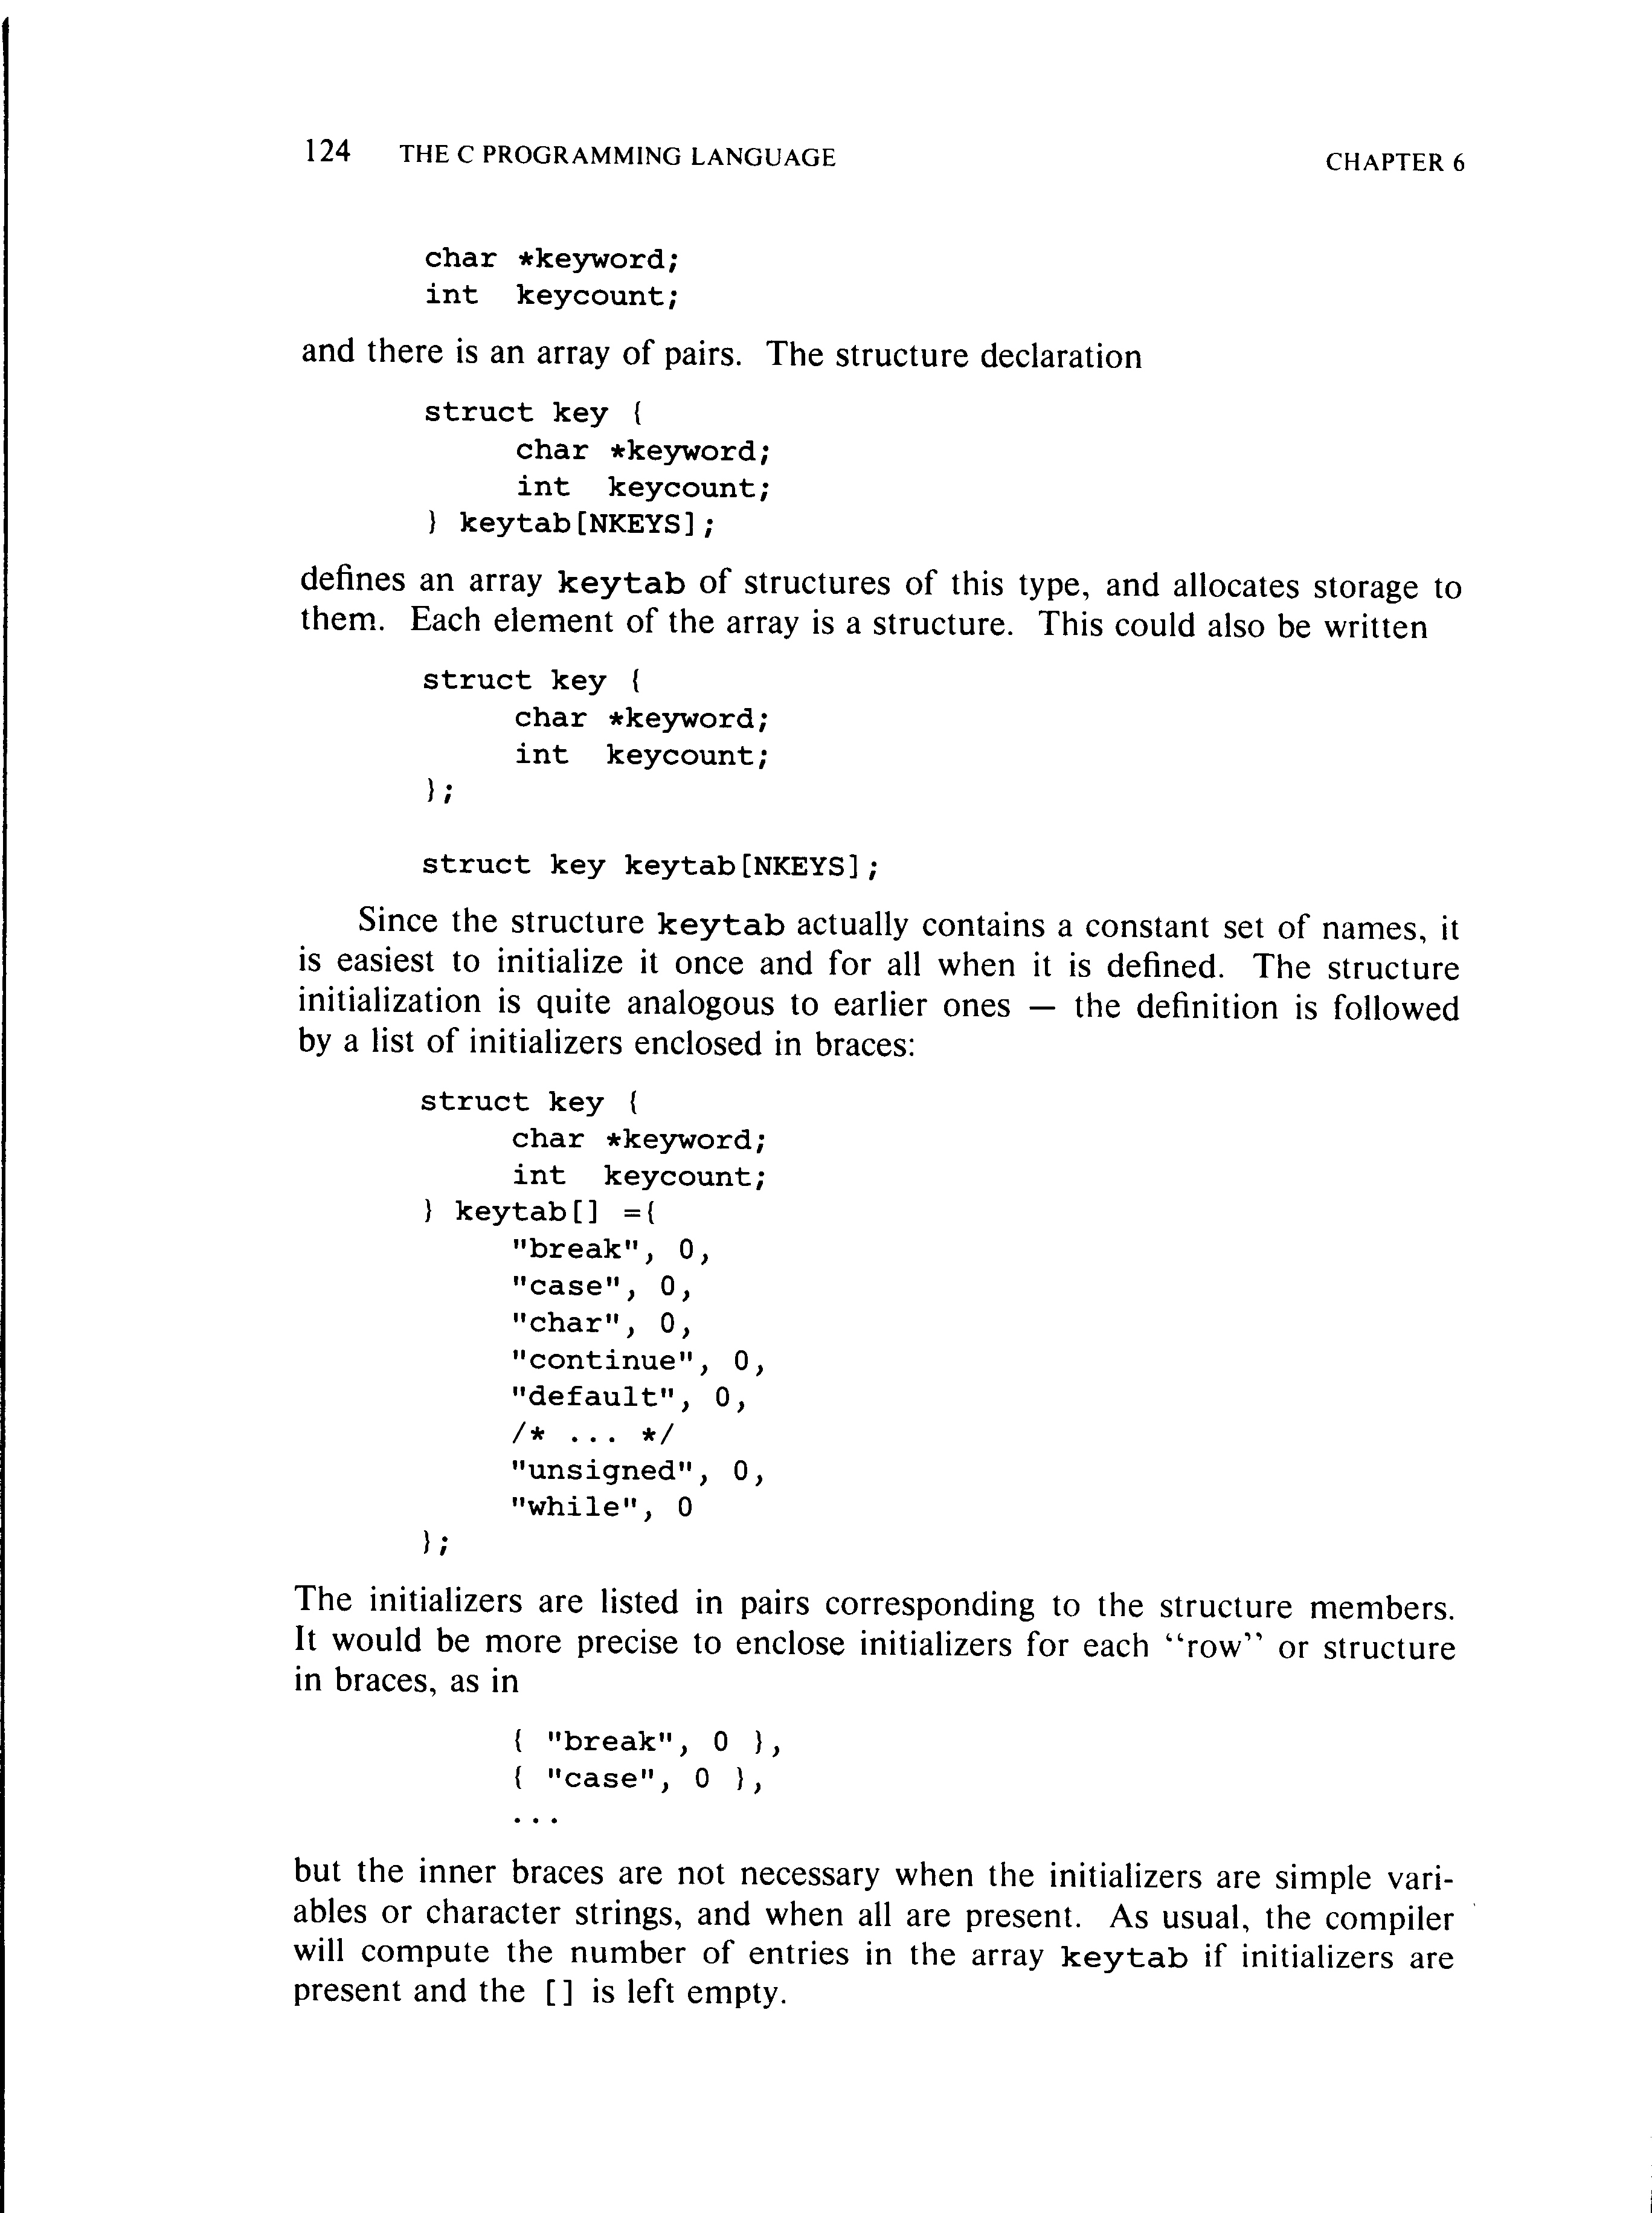 124 THE C PROGRAMMING LANGUAGE CHAPTER 6
char *keyword;
int keycount;
and there is an array of pairs. The structure declaration
struct key {
char *keyword;
int keycount;
} keytab[NKEYS];
defines an array keytab of structures of this type, and allocates storage to
them. Each element of the array is a structure. This could also be written
struct key {
char *keyword;
int keycount;
};
struct key keytab[NKEYS];
Since the structure keytab actually contains a constant set of names, it
is easiest to initialize it once and for all when it is defined. The structure
initialization is quite analogous to earlier ones — the definition is followed
by a list of initializers enclosed in braces:
struct key {
char *keyword;
int keycount;
} keytab[] ={
"break", 0,
"case", 0,
"char", 0,
"continue", 0,
"default", 0,
/* ... */
"unsigned", 0,
"while", 0
};
The initializers are listed in pairs corresponding to the structure members.
It would be more precise to enclose initializers for each ‘‘row’’ or structure
in braces, as in
{ "break", 0 },
{ "case", 0 },
...
but the inner braces are not necessary when the initializers are simple vari-
ables or character strings, and when all are present. As usual, the compiler
will compute the number of entries in the array keytab if initializers are
present and the [] is left empty.